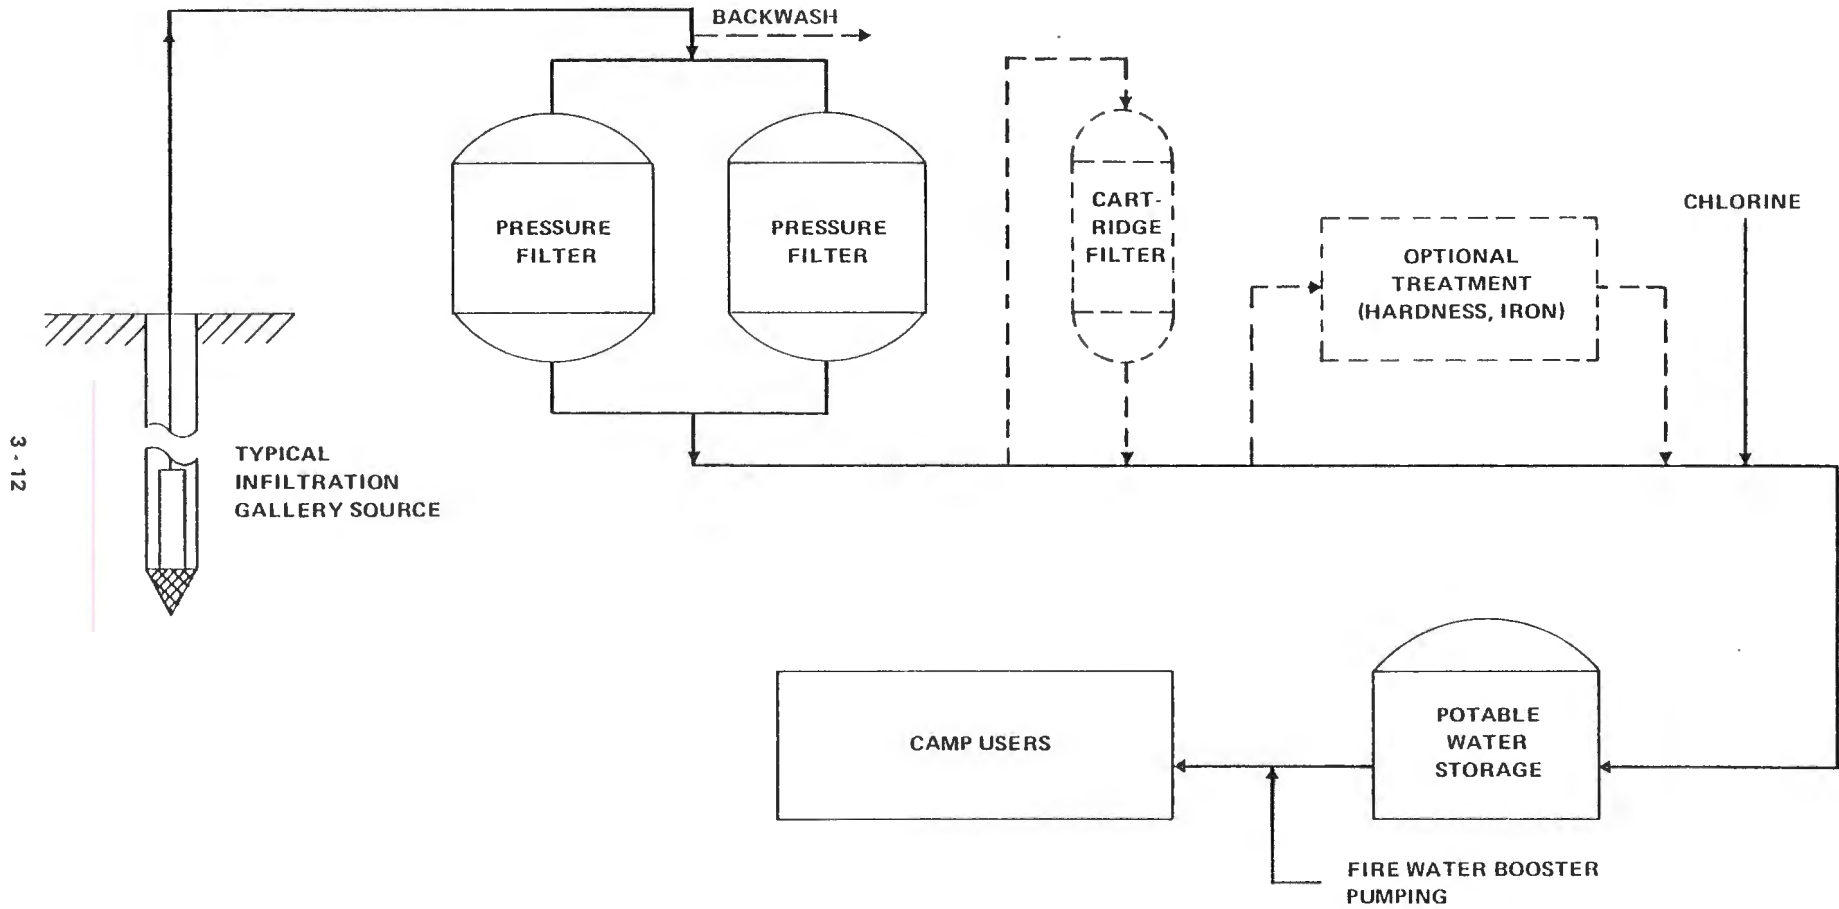 BACKWASH
PRESSURE
FILTER
PRESSURE
FILTER
CART-
RIDGE
FILTER
OPTIONAL
TREATMENT
(HARDNESS, IRON)
CHLORINE
TYPICAL
INFILTRATION
GALLERY SOURCE
3-12
CAMP USERS
POTABLE
WATER
STORAGE
FIRE WATER BOOSTER
PUMPING